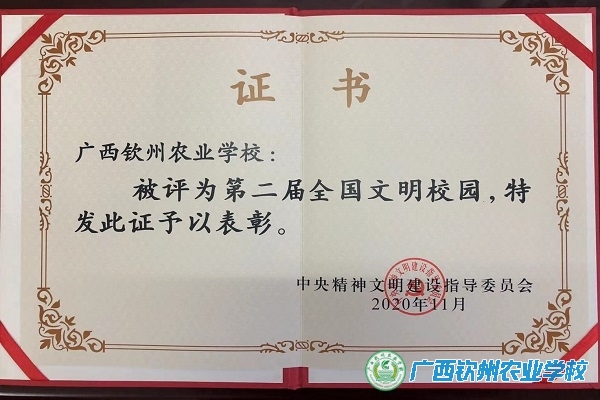 证书
广西钦州农业学校：
被评为第二届全国文明校园，特
发此证予以表彰。
中央精神文明建设指导委员会
2020年11月
广西钦州农业学校